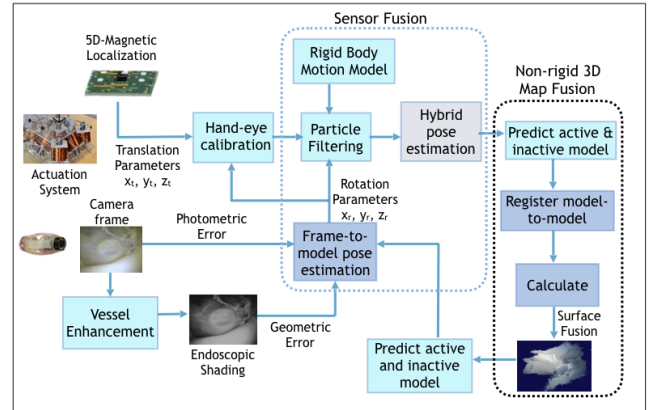 Sensor Fusion
5D-Magnetic
Localization
Rigid Body
Motion Model
Non-rigid 3D
Map Fusion
Hand-eye
calibration
Particle
Filtering
Hybrid
pose
estimation
Predict active &
inactive model
Translation
Parameters
xₜ, yₜ, zₜ
Actuation
System
Rotation
Parameters
xᵣ, yᵣ, zᵣ
Register model-
to-model
Camera
frame
Photometric
Error
Frame-to-
model pose
estimation
Calculate
Surface
Fusion
Vessel
Enhancement
Geometric
Error
Endoscopic
Shading
Predict active
and inactive
model